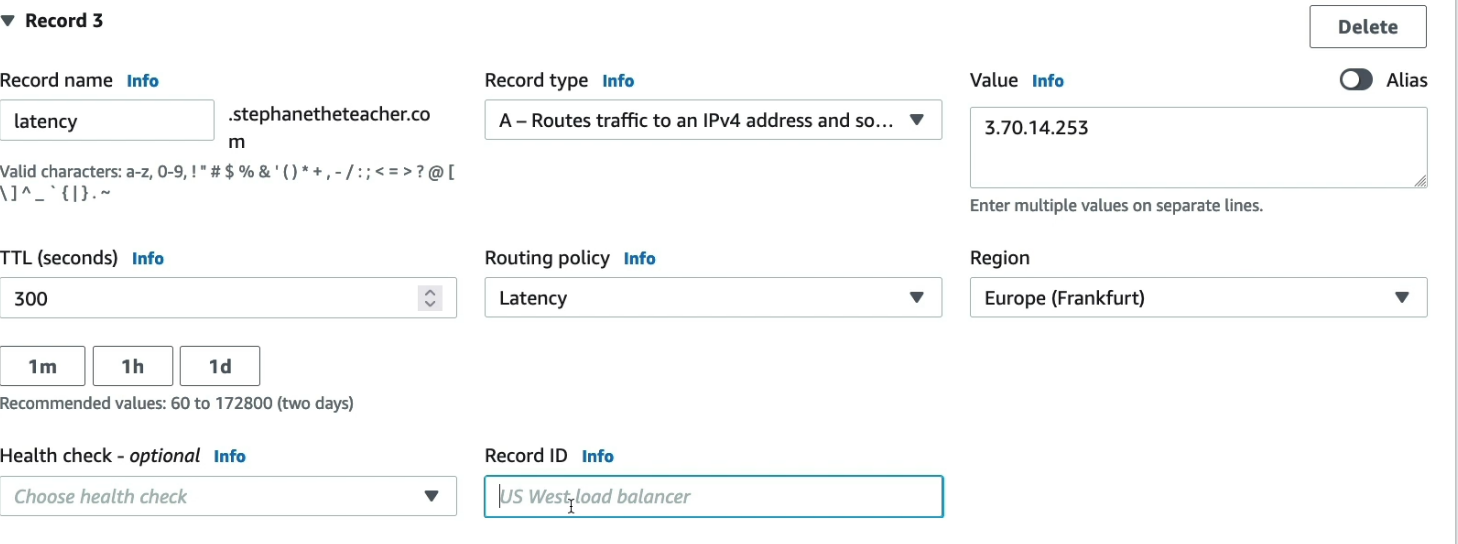 ▼ Record 3
Delete
Record name Info
latency
.stephanetheteacher.co
m
Valid characters: a-z, 0-9, ! " # $ % & ' ( ) * + , - / : ; < = > ? @ [
\ ] ^ _ ` { | } . ~
Record type Info
A – Routes traffic to an IPv4 address and so...
Value Info
Alias
3.70.14.253
Enter multiple values on separate lines.
TTL (seconds) Info
300
1m 1h 1d
Recommended values: 60 to 172800 (two days)
Routing policy Info
Latency
Region
Europe (Frankfurt)
Health check - optional Info
Choose health check
Record ID Info
US West load balancer